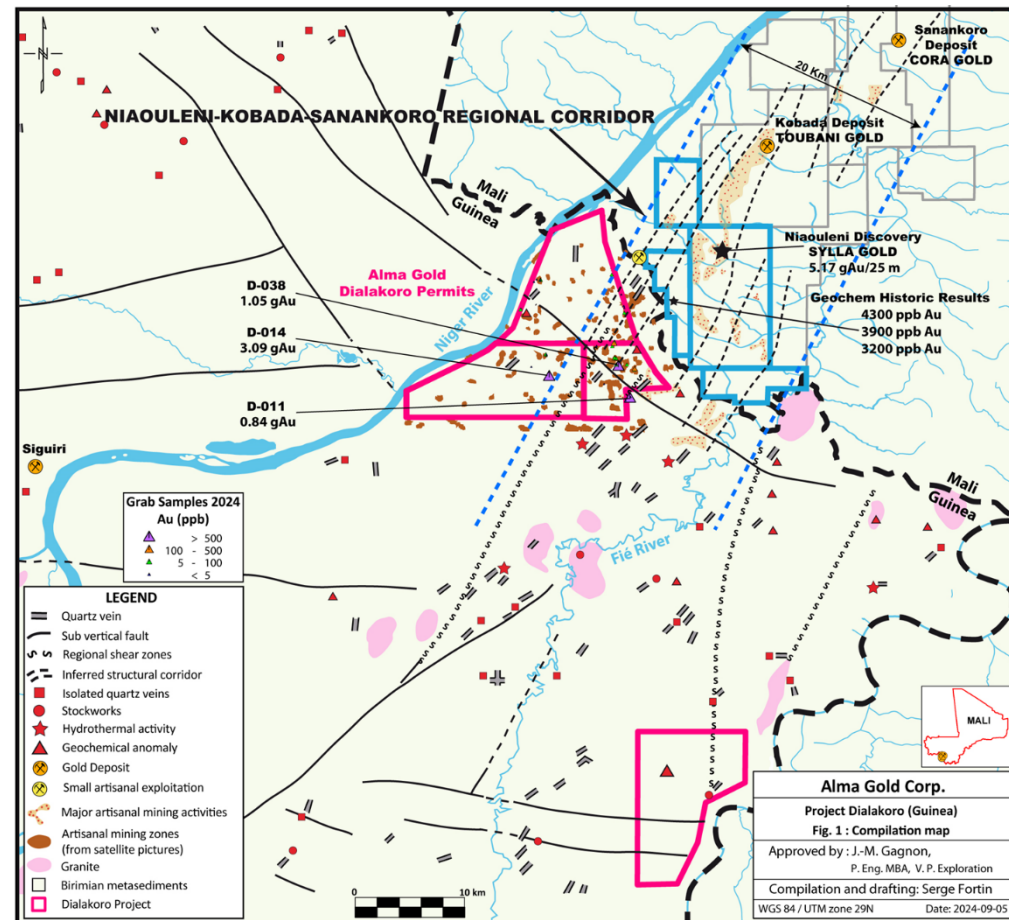 N
Sanankoro
Deposit
CORA GOLD
20 Km
NIAOULENI-KOBADA-SANANKORO REGIONAL CORRIDOR
Kobada Deposit
TOUBANI GOLD
Mali
Guinea
Niaouleni Discovery
SYLLA GOLD
5.17 gAu/25 m
Alma Gold
Dialakoro Permits
Niger River
Geochem Historic Results
4300 ppb Au
3900 ppb Au
3200 ppb Au
D-038
1.05 gAu
D-014
3.09 gAu
D-011
0.84 gAu
Siguiri
Mali
Guinea
Fié River
Grab Samples 2024
Au (ppb)
> 500
100 - 500
5 - 100
< 5
LEGEND
Quartz vein
Sub vertical fault
Regional shear zones
Inferred structural corridor
Isolated quartz veins
Stockworks
Hydrothermal activity
Geochemical anomaly
Gold Deposit
Small artisanal exploitation
Major artisanal mining activities
Artisanal mining zones
(from satellite pictures)
Granite
Birimian metasediments
Dialakoro Project
0 10 km
MALI
Alma Gold Corp.
Project Dialakoro (Guinea)
Fig. 1 : Compilation map
Approved by : J.-M. Gagnon,
P. Eng. MBA, V. P. Exploration
Compilation and drafting: Serge Fortin
WGS 84 / UTM zone 29N Date: 2024-09-05